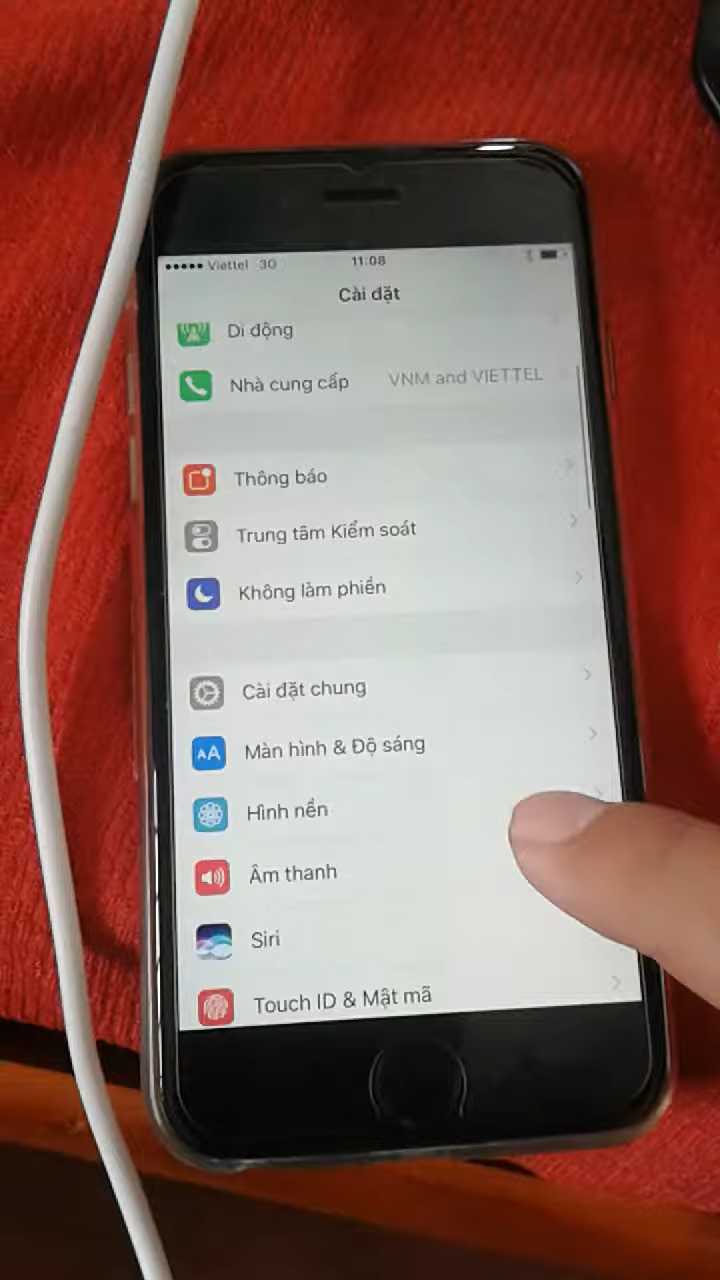 Viettel 3G 11:08
Cài đặt
Di động
Nhà cung cấp VNM and VIETTEL
Thông báo
Trung tâm Kiểm soát
Không làm phiền
Cài đặt chung
AA Màn hình & Độ sáng
Hình nền
Âm thanh
Siri
Touch ID & Mật mã